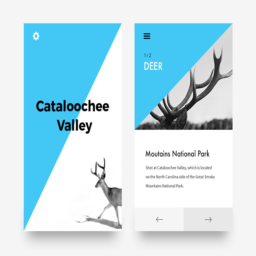 Cataloochee
Valley
1/2
DEER
Moutains National Park
Shot at Cataloochee Valley, which is located
on the North Carolina side of the Great Smoky
Mountains National Park.